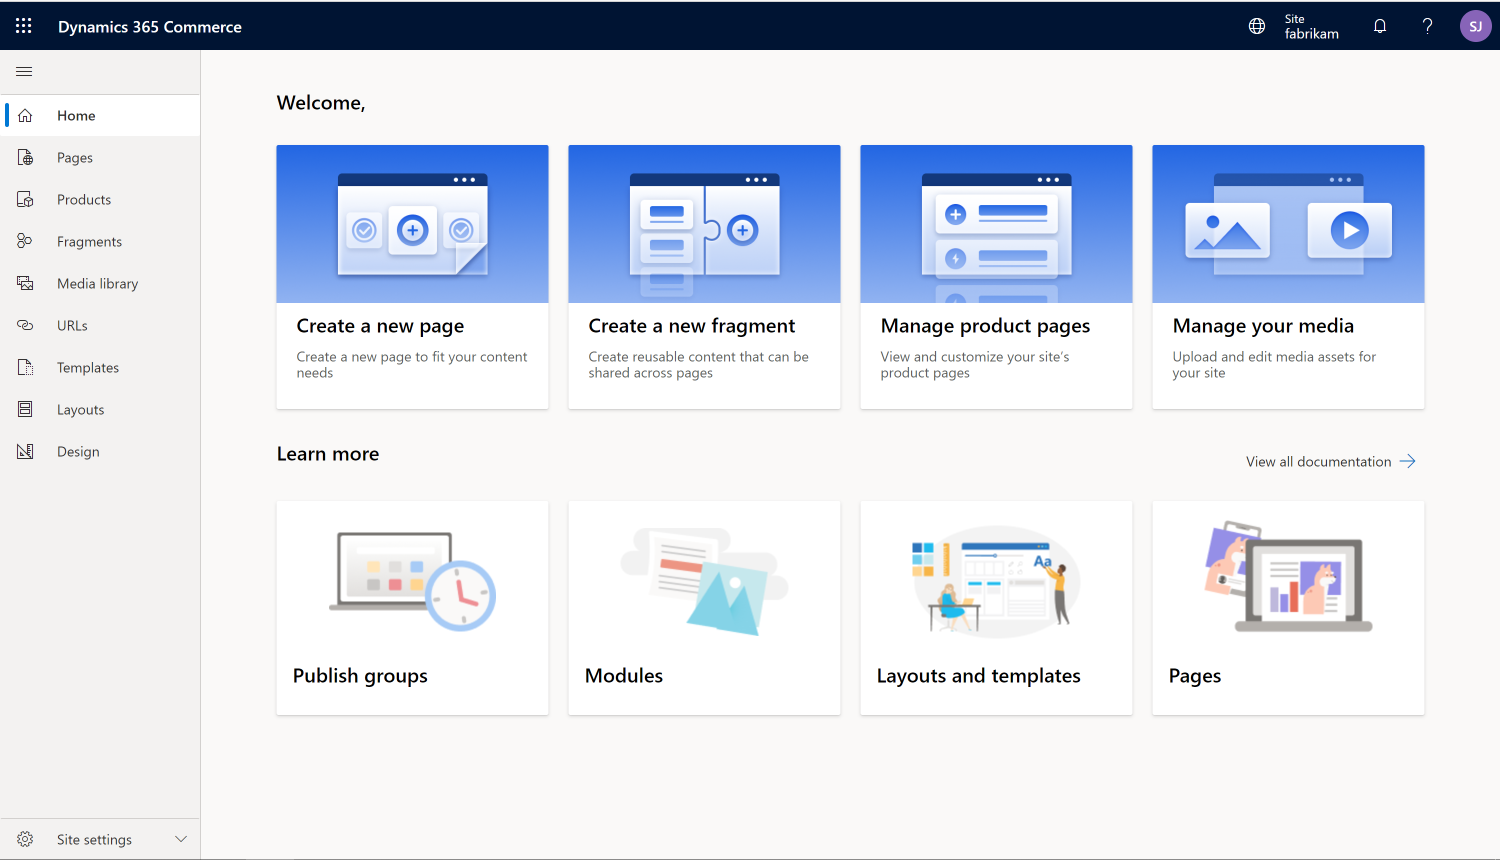 Dynamics 365 Commerce
Site
fabrikam
?
SJ
Home
Pages
Products
Fragments
Media library
URLs
Templates
Layouts
Design
Site settings
Welcome,
Create a new page
Create a new page to fit your content
needs
Create a new fragment
Create reusable content that can be
shared across pages
Manage product pages
View and customize your site's
product pages
Manage your media
Upload and edit media assets for
your site
Learn more
View all documentation
Publish groups
Modules
Aa
Layouts and templates
Pages